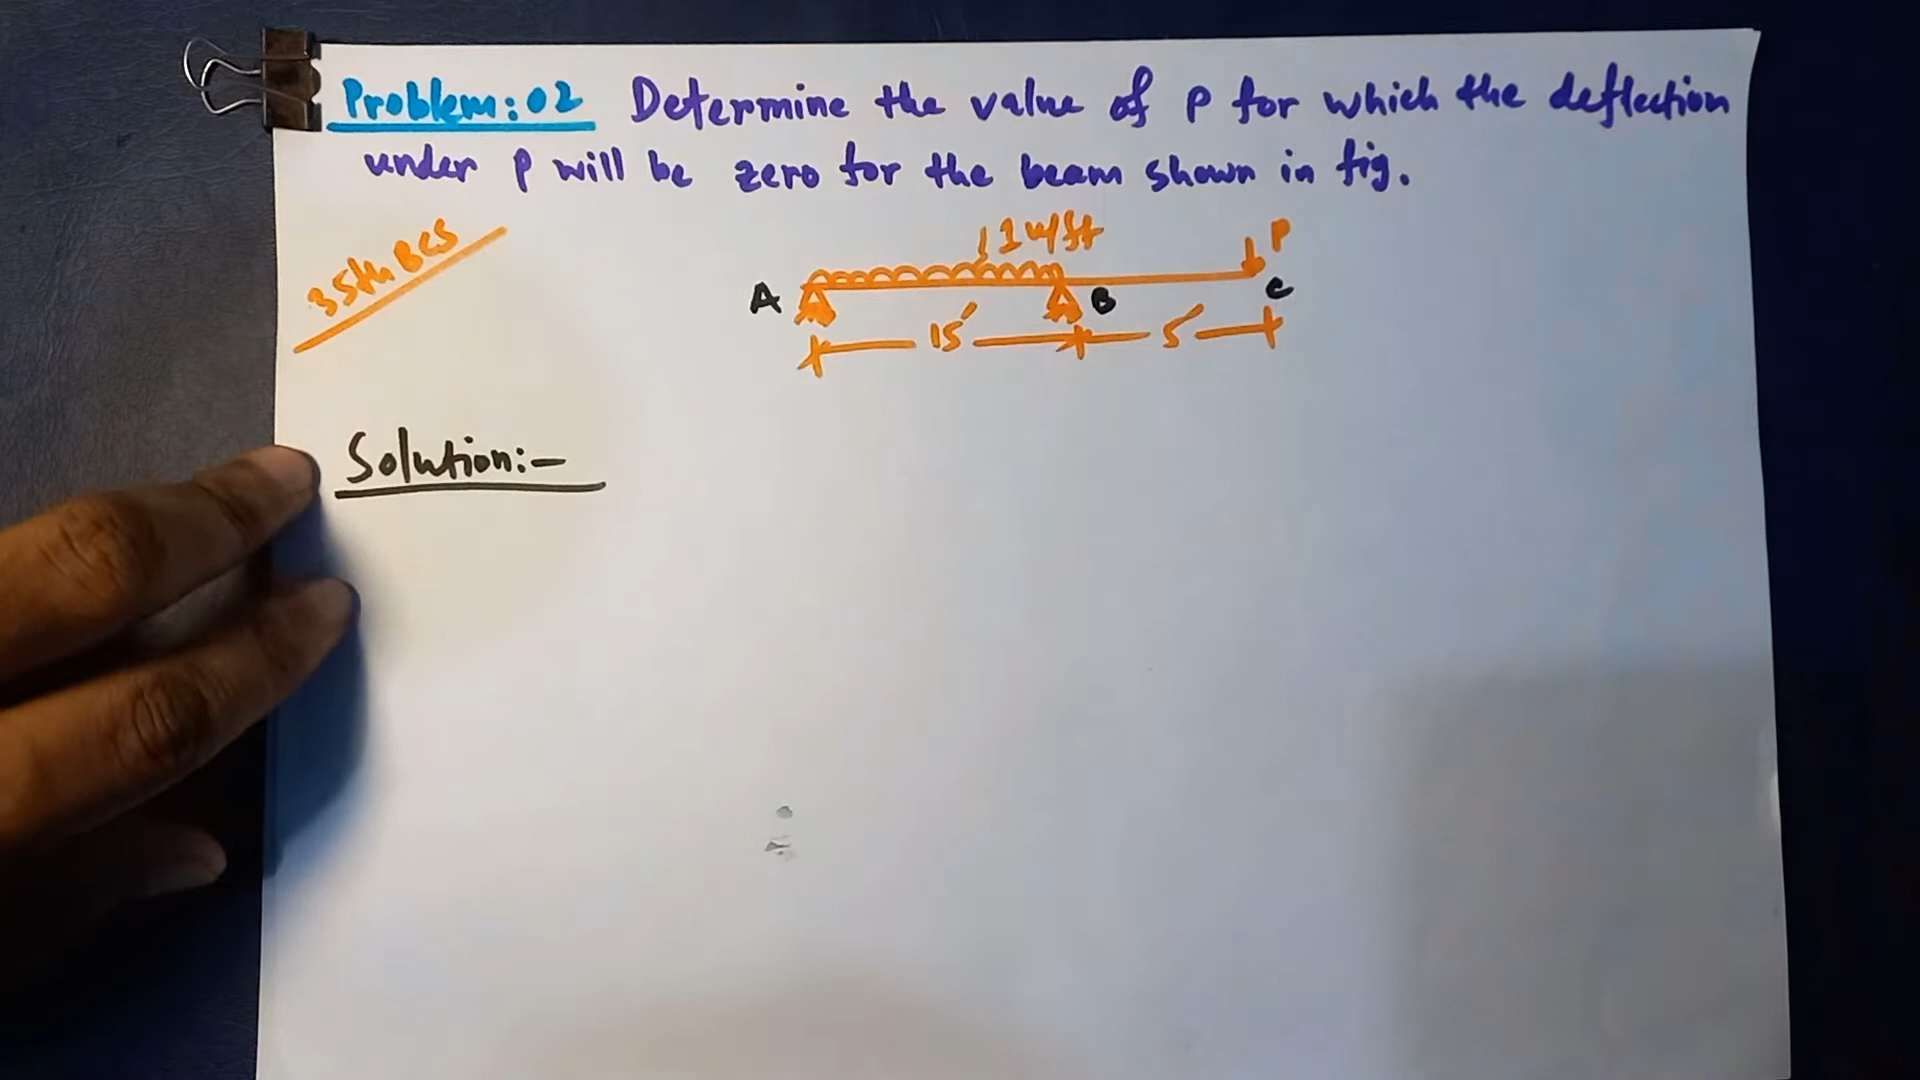 Problem: 02 Determine the value of P for which the deflection
under P will be zero for the beam shown in fig.
35th BCS
1 w/ft
P
A
B
C
15'
5'
Solution:-